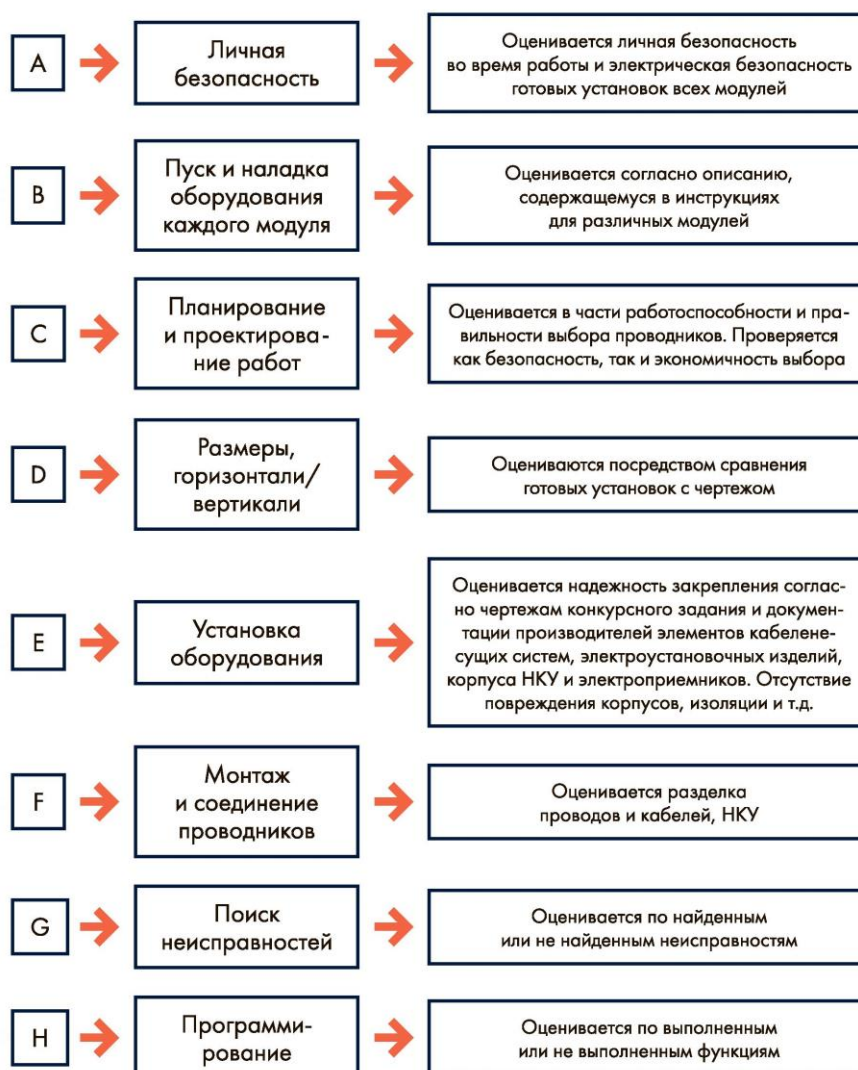 A
Личная
безопасность
Оценивается личная безопасность
во время работы и электрическая безопасность
готовых установок всех модулей
B
Пуск и наладка
оборудования
каждого модуля
Оценивается согласно описанию,
содержащемуся в инструкциях
для различных модулей
C
Планирование
и проектирова-
ние работ
Оценивается в части работоспособности и пра-
вильности выбора проводников. Проверяется
как безопасность, так и экономичность выбора
D
Размеры,
горизонтали/
вертикали
Оцениваются посредством сравнения
готовых установок с чертежом
E
Установка
оборудования
Оценивается надежность закрепления соглас-
но чертежам конкурсного задания и докумен-
тации производителей элементов кабелене-
сущих систем, электроустановочных изделий,
корпуса НКУ и электроприемников. Отсутствие
повреждения корпусов, изоляции и т.д.
F
Монтаж
и соединение
проводников
Оценивается разделка
проводов и кабелей, НКУ
G
Поиск
неисправностей
Оценивается по найденным
или не найденным неисправностям
H
Программи-
рование
Оценивается по выполненным
или не выполненным функциям